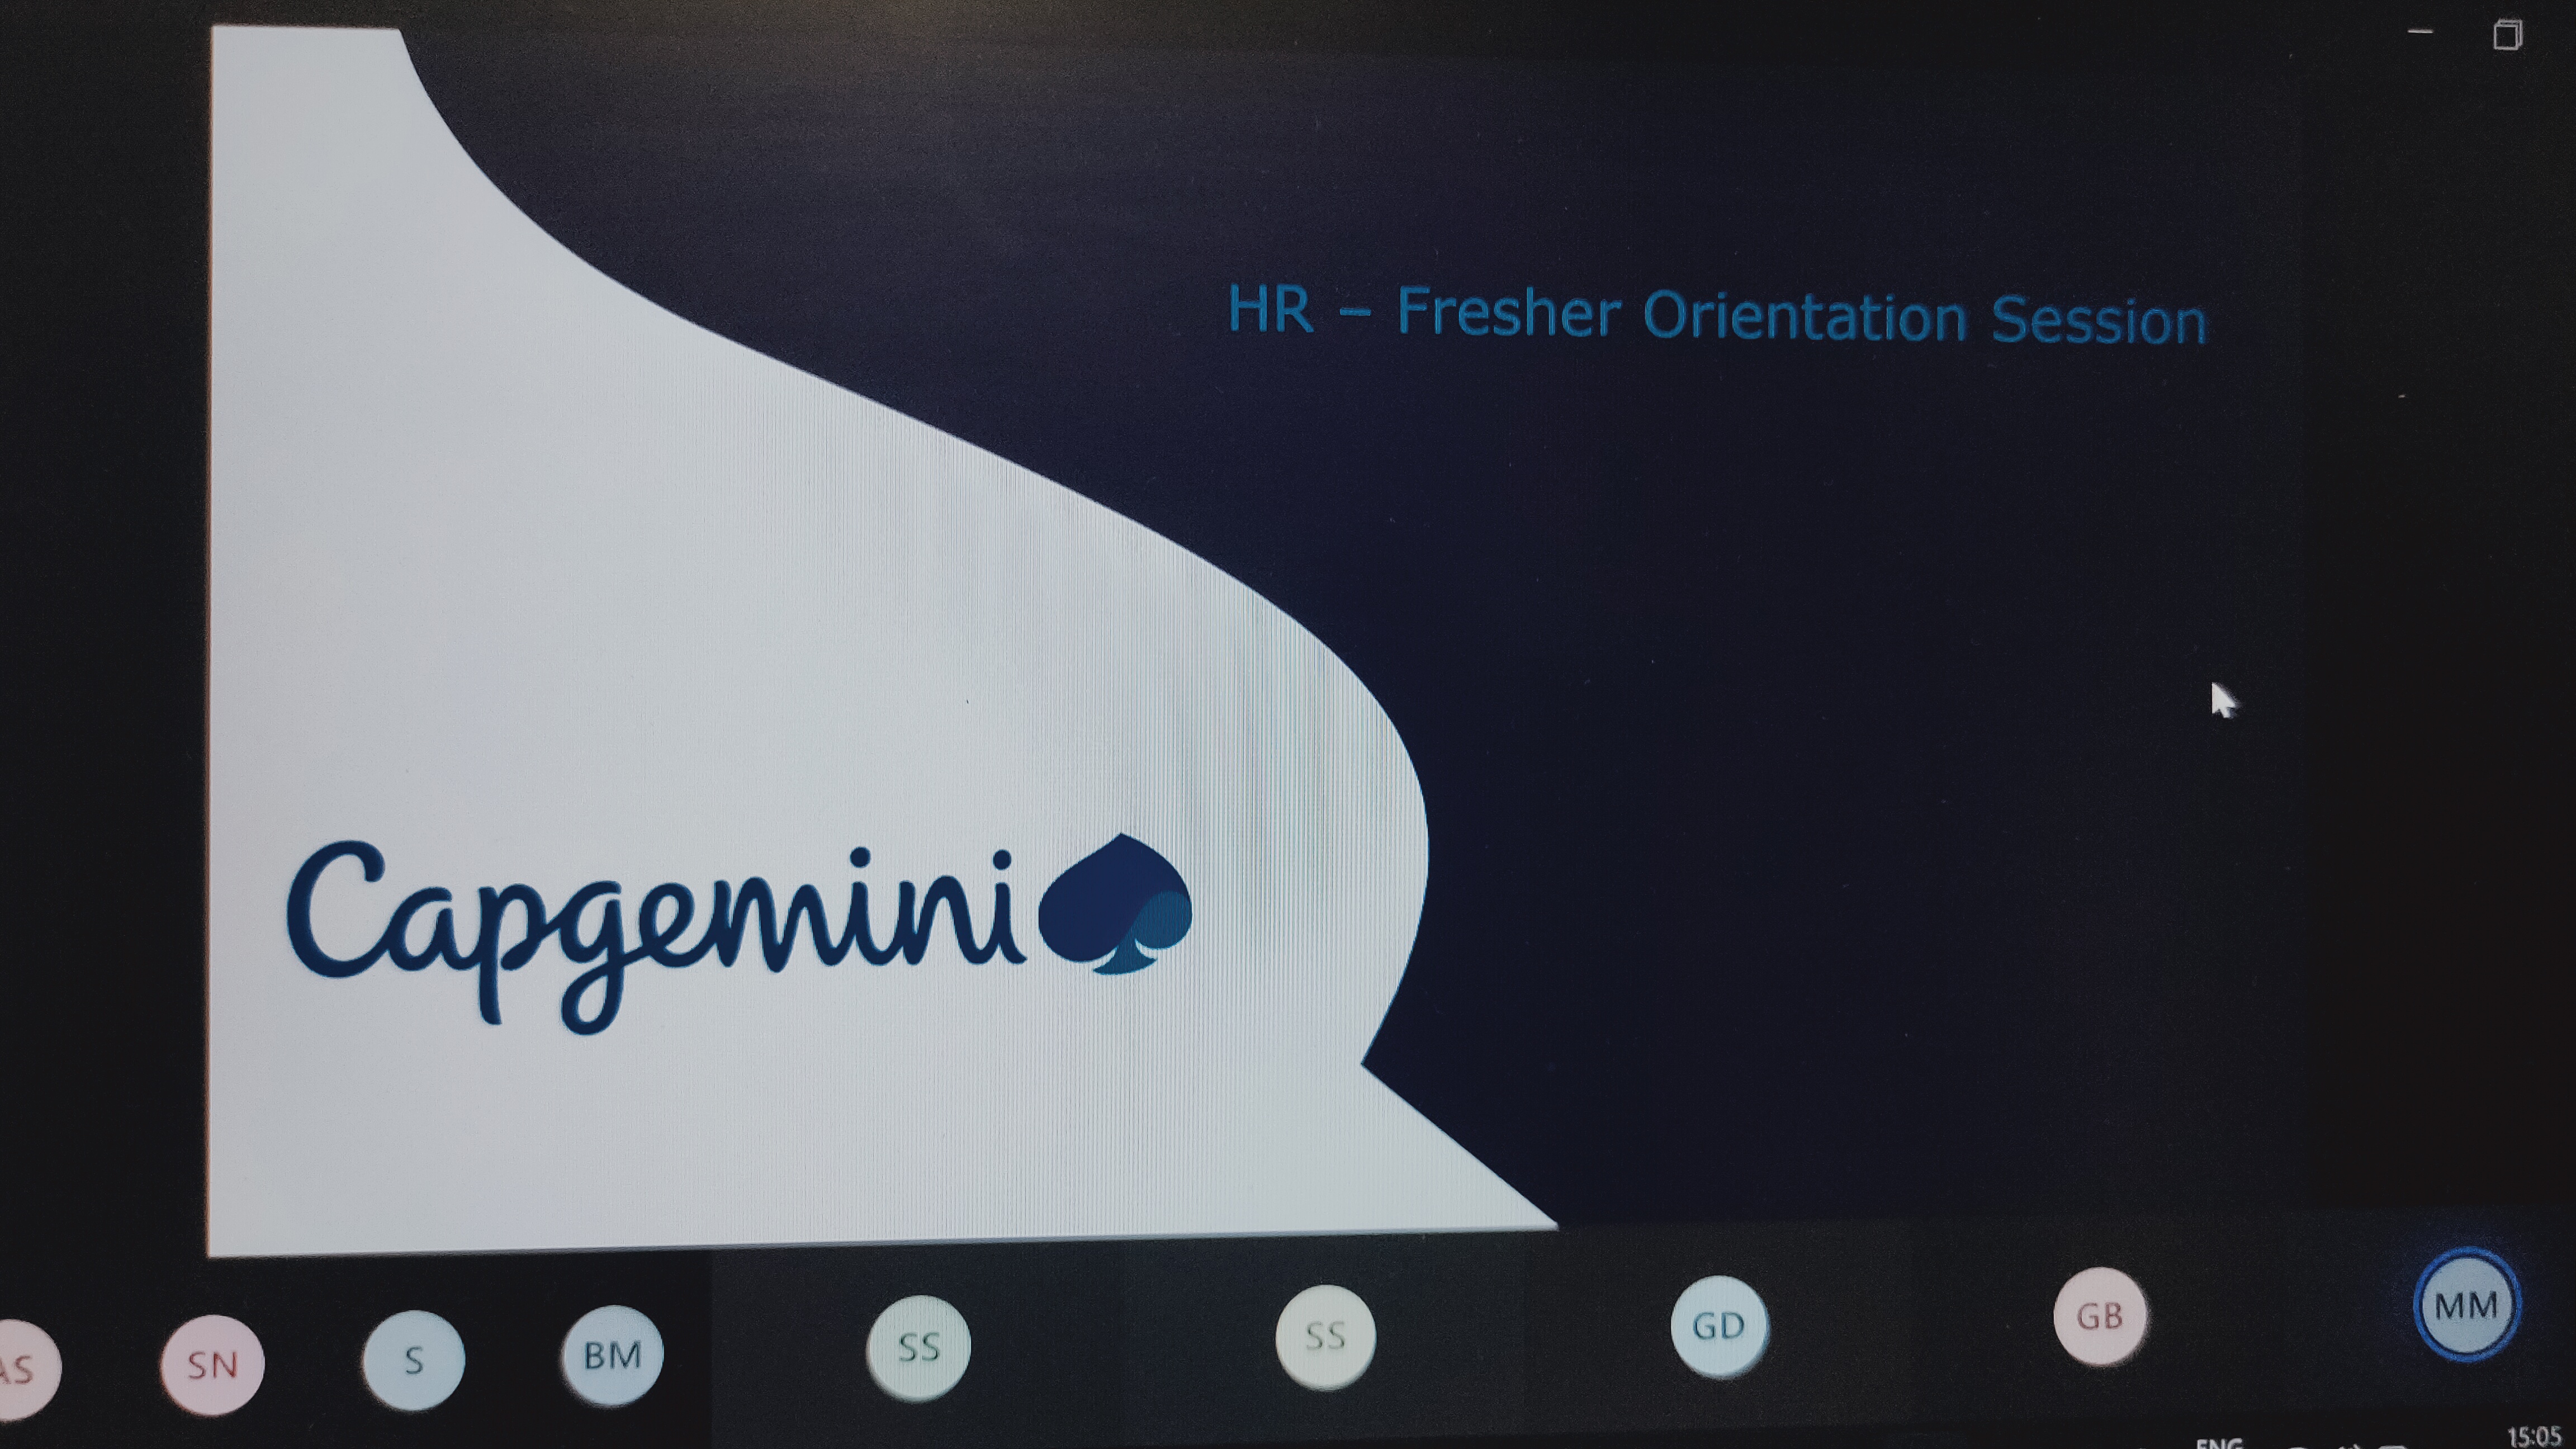 HR – Fresher Orientation Session
Capgemini
AS
SN
S
BM
SS
SS
GD
GB
MM
ENG
15:05